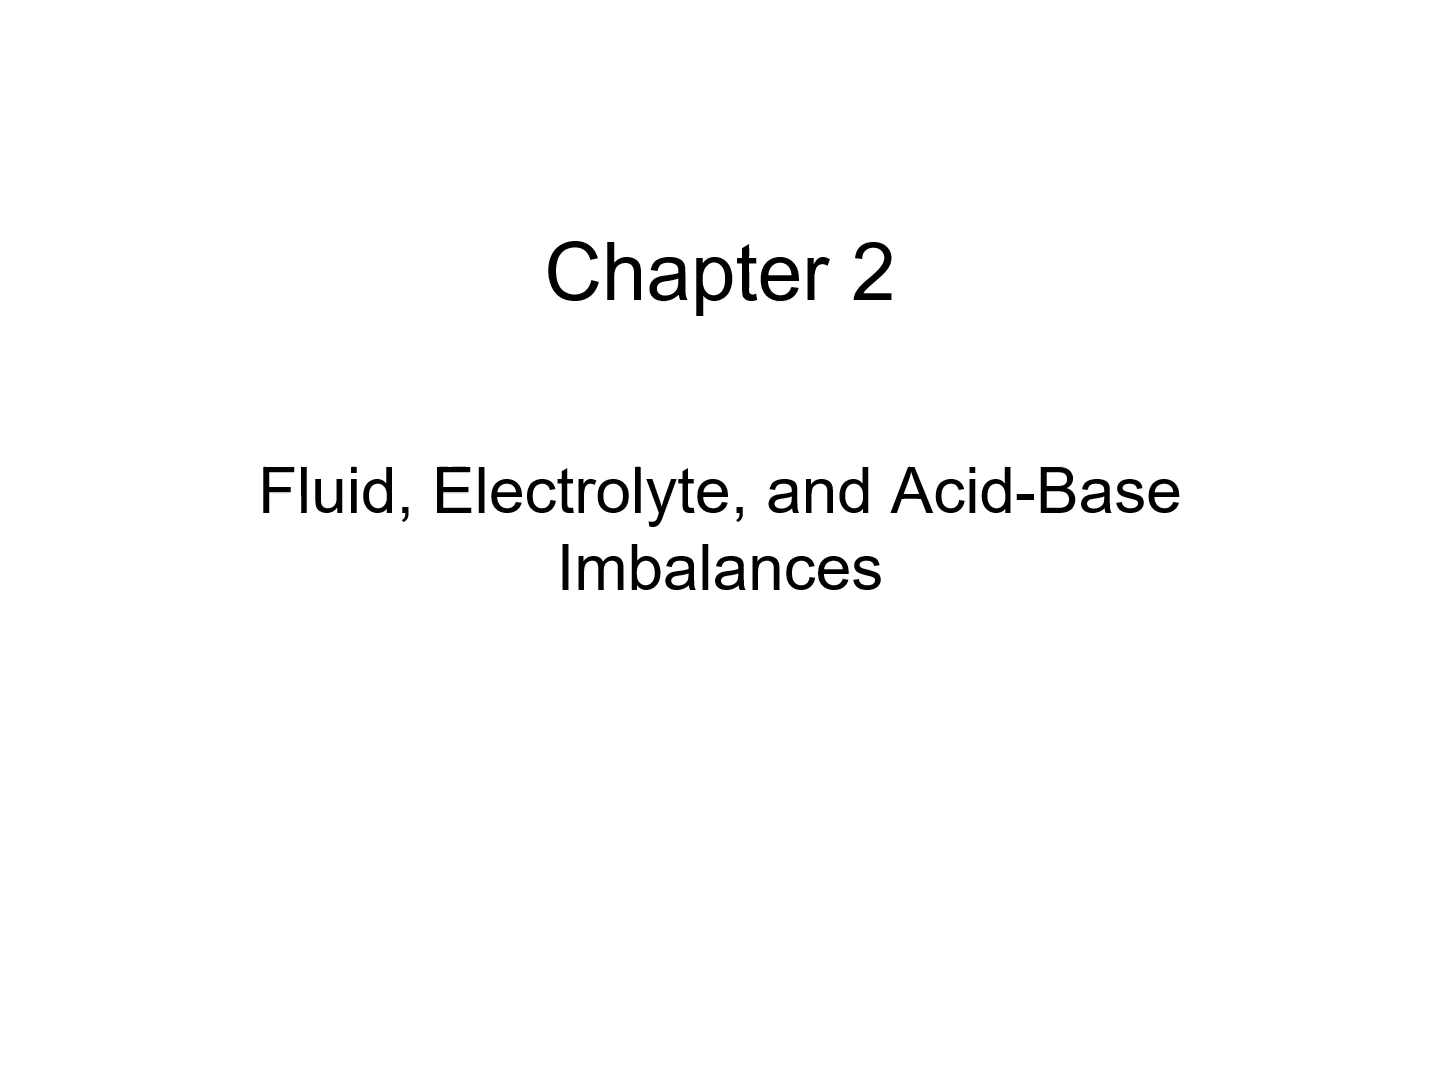 Chapter 2
Fluid, Electrolyte, and Acid-Base
Imbalances